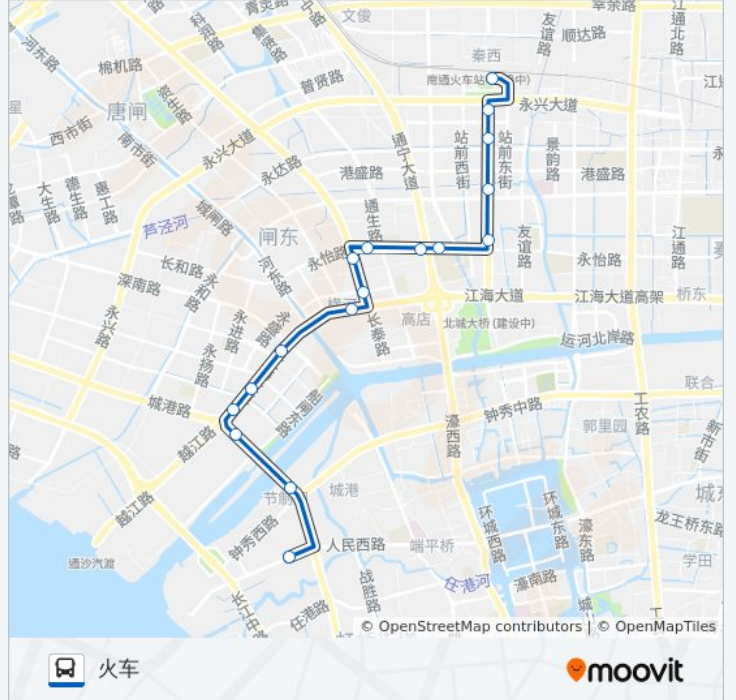 幸余路
文俊
河东路
科润路
集贤路
友谊路
顺达路
江通北路
秦西
棉机路
普贤路
南通火车站
永兴大道
唐闸
资生路
西市街
南市街
永兴大道
永达路
通宁大道
站前西街
站前东街
景韵路
港盛路
港盛路
大生路
德生路
惠工路
城闸路
芦泾河
通生路
闸东
永怡路
友谊路
永怡路
江通路
长和路
永和路
河东路
深南路
江海大道
江海大道高架
桥东
永兴路
永进路
长泰路
高店
北城大桥 (建设中)
运河北岸路
永扬路
城港路
越江路
濠西路
钟秀中路
联合
工农路
郭里园
新市街
节制
城港
越江路
钟秀西路
环城西路
环城东路
濠东路
龙王桥东路
通沙汽渡
人民西路
端平桥
学田
战胜路
任港河
濠南路
任港路
© OpenStreetMap contributors | © OpenMapTiles
火车
moovit